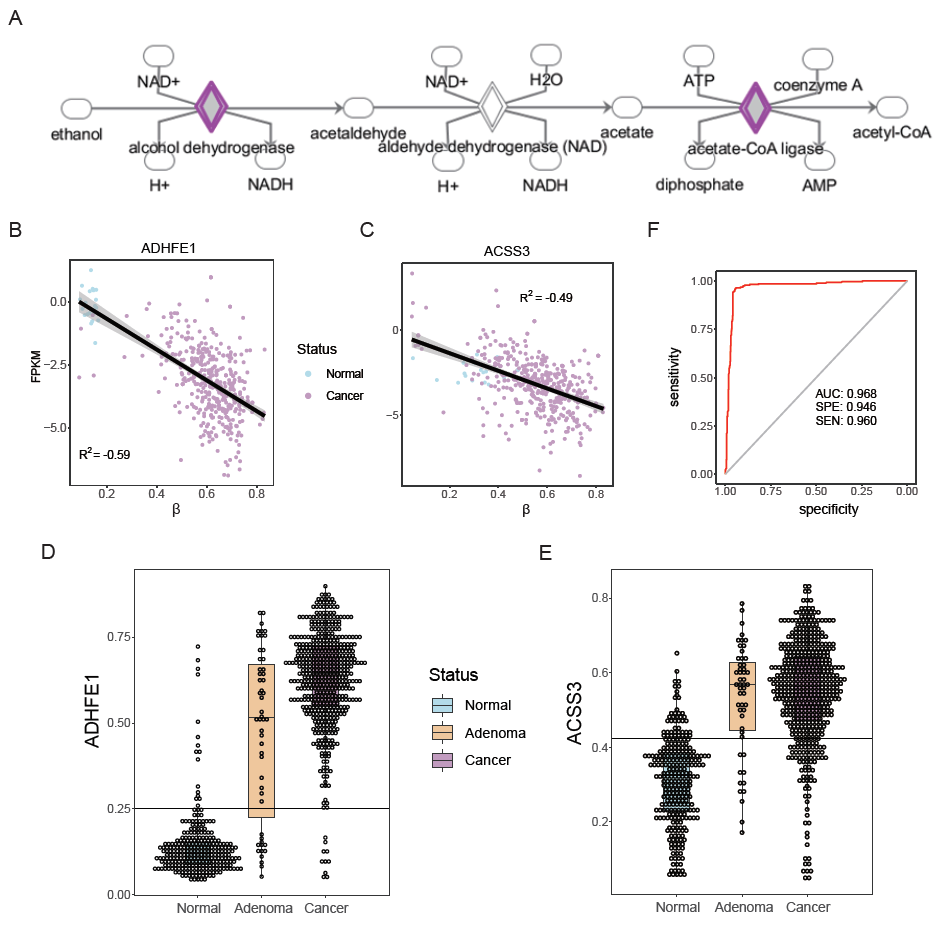 A
NAD+
NAD+
H2O
ATP
coenzyme A
ethanol
acetaldehyde
acetate
acetyl-CoA
alcohol dehydrogenase
aldehyde dehydrogenase (NAD)
acetate-CoA ligase
H+
NADH
H+
NADH
diphosphate
AMP
B
ADHFE1
FPKM
0.0
−2.5
−5.0
R2= -0.59
0.2
0.4
0.6
0.8
β
Status
Normal
Cancer
C
ACSS3
R2= -0.49
0
−5
0.2
0.4
0.6
0.8
β
F
sensitivity
1.00
0.75
0.50
0.25
0.00
AUC: 0.968
SPE: 0.946
SEN: 0.960
1.00
0.75
0.50
0.25
0.00
specificity
D
ADHFE1
0.75
0.50
0.25
0.00
Normal
Adenoma
Cancer
Status
Normal
Adenoma
Cancer
E
ACSS3
0.8
0.6
0.4
0.2
Normal
Adenoma
Cancer